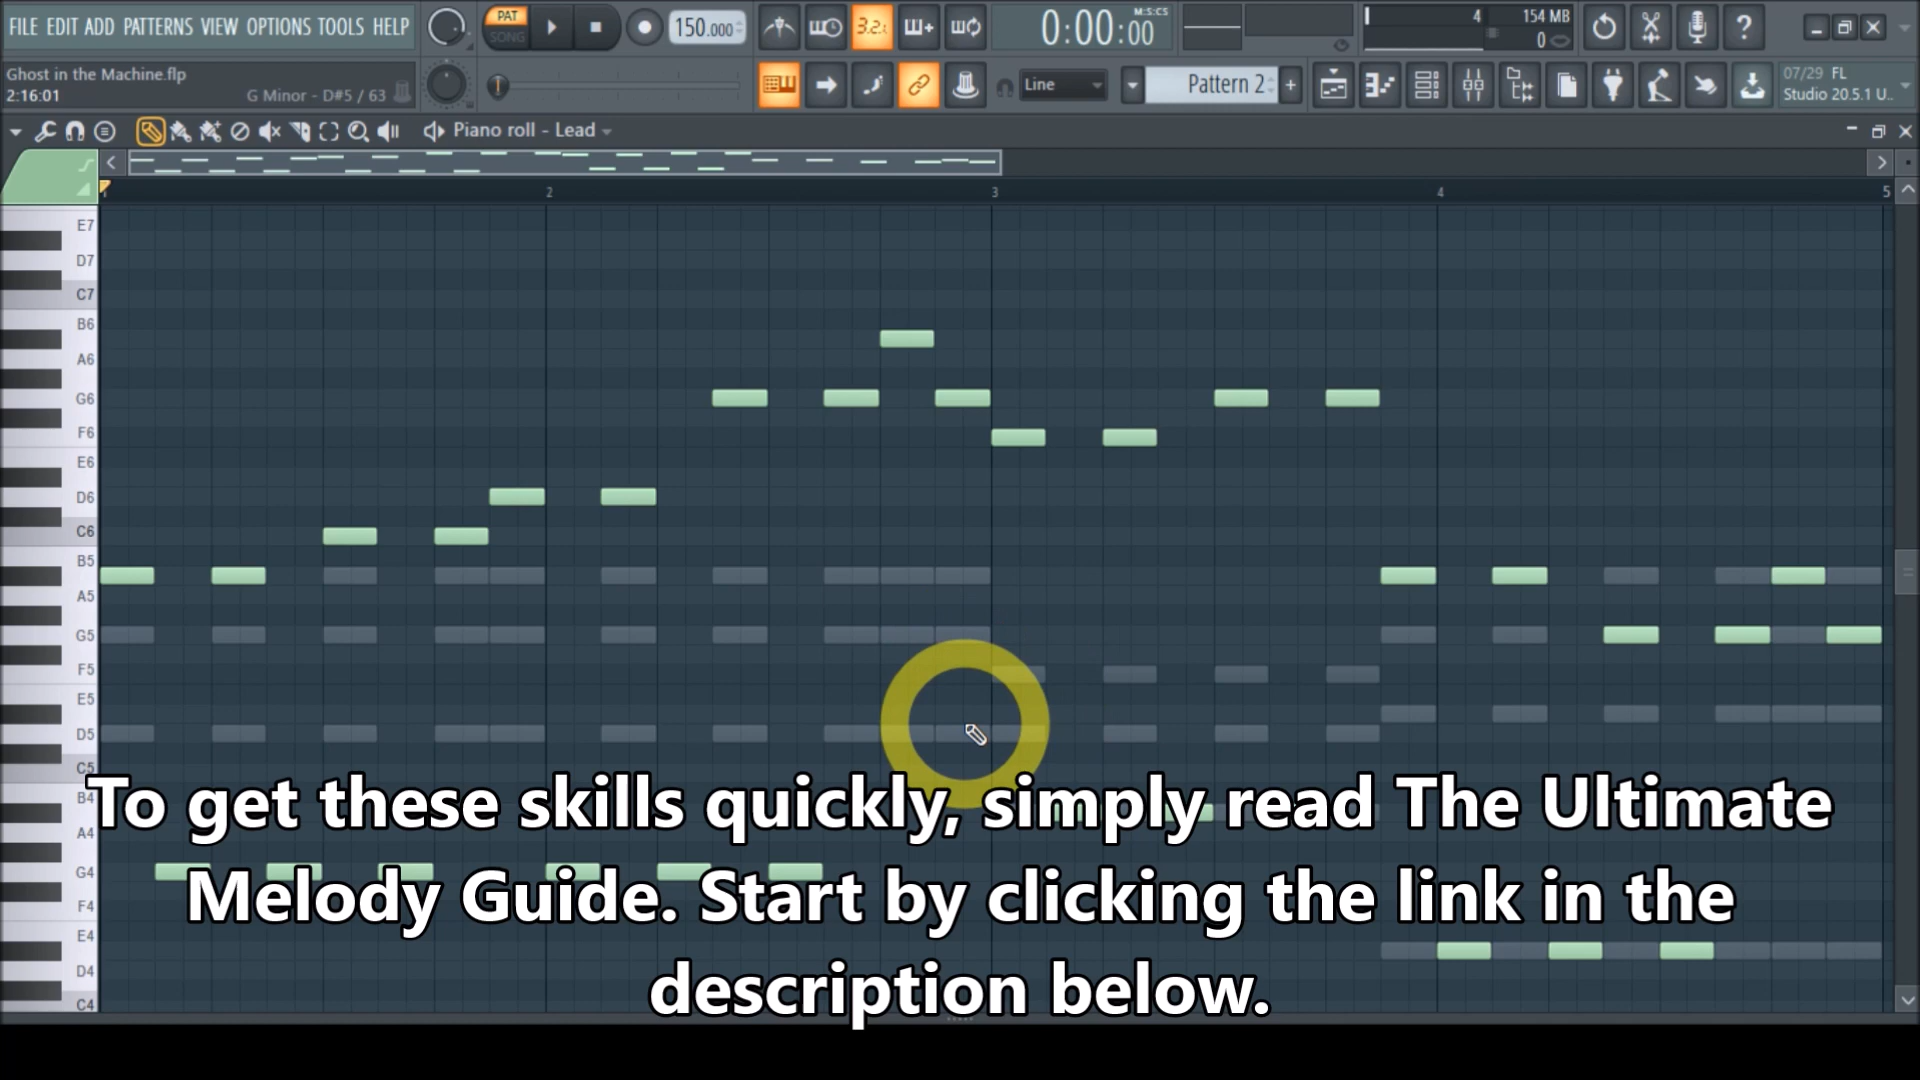 FILE EDIT ADD PATTERNS VIEW OPTIONS TOOLS HELP
PAT
SONG
150.000
3.2.
0:00:00
M:S:CS
4
154 MB
0
?
Ghost in the Machine.flp
2:16:01
G Minor - D#5 / 63
Line
Pattern 2
+
07/29 FL
Studio 20.5.1 U..
Piano roll - Lead
1 2 3 4 5
E7
D7
C7
B6
A6
G6
F6
E6
D6
C6
B5
A5
G5
F5
E5
D5
C5
B4
A4
G4
F4
E4
D4
C4
To get these skills quickly, simply read The Ultimate
Melody Guide. Start by clicking the link in the
description below.